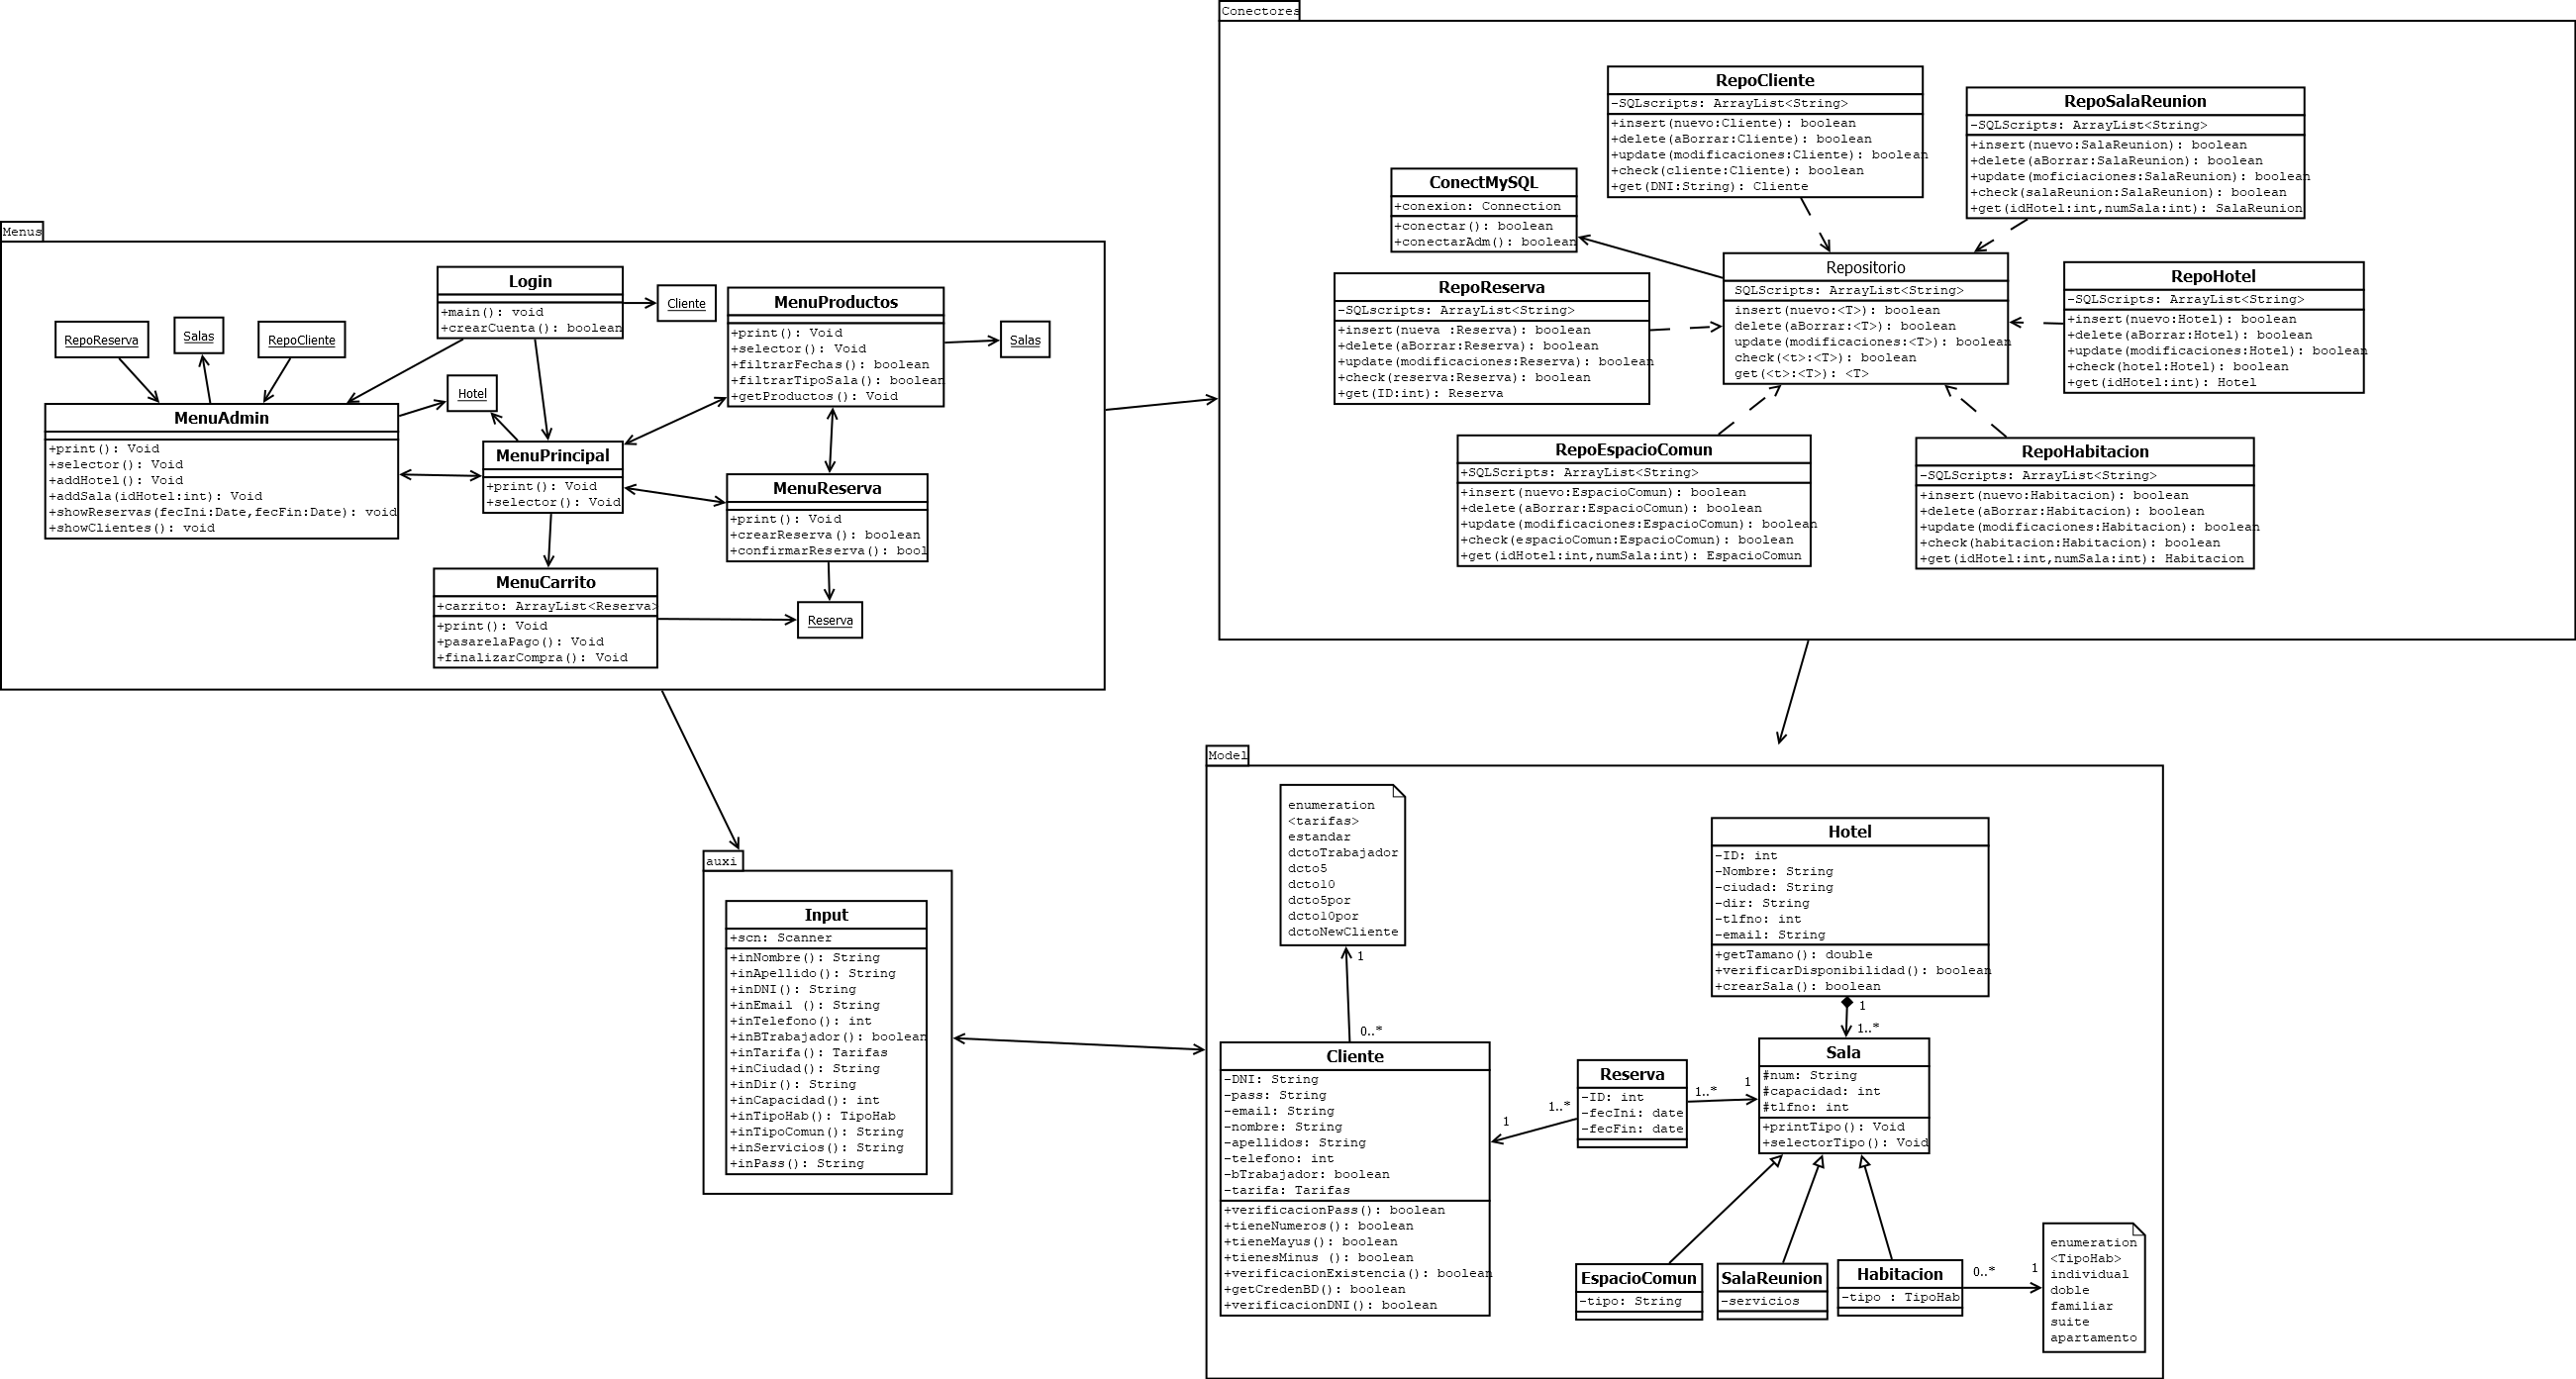 Conectores
RepoCliente
-SQLscripts: ArrayList<String>
+insert(nuevo:Cliente): boolean
+delete(aBorrar:Cliente): boolean
+update(modificaciones:Cliente): boolean
+check(cliente:Cliente): boolean
+get(DNI:String): Cliente
RepoSalaReunion
-SQLScripts: ArrayList<String>
+insert(nuevo:SalaReunion): boolean
+delete(aBorrar:SalaReunion): boolean
+update(moficiaciones:SalaReunion): boolean
+check(salaReunion:SalaReunion): boolean
+get(idHotel:int,numSala:int): SalaReunion
ConectMySQL
+conexion: Connection
+conectar(): boolean
+conectarAdm(): boolean
Repositorio
SQLScripts: ArrayList<String>
insert(nuevo:<T>): boolean
delete(aBorrar:<T>): boolean
update(modificaciones:<T>): boolean
check(<t>:<T>): boolean
get(<t>:<T>): <T>
RepoReserva
-SQLScripts: ArrayList<String>
+insert(nueva :Reserva): boolean
+delete(aBorrar:Reserva): boolean
+update(modificaciones:Reserva): boolean
+check(reserva:Reserva): boolean
+get(ID:int): Reserva
RepoHotel
-SQLScripts: ArrayList<String>
+insert(nuevo:Hotel): boolean
+delete(aBorrar:Hotel): boolean
+update(modificaciones:Hotel): boolean
+check(hotel:Hotel): boolean
+get(idHotel:int): Hotel
RepoEspacioComun
+SQLScripts: ArrayList<String>
+insert(nuevo:EspacioComun): boolean
+delete(aBorrar:EspacioComun): boolean
+update(modificaciones:EspacioComun): boolean
+check(espacioComun:EspacioComun): boolean
+get(idHotel:int,numSala:int): EspacioComun
RepoHabitacion
-SQLScripts: ArrayList<String>
+insert(nuevo:Habitacion): boolean
+delete(aBorrar:Habitacion): boolean
+update(modificaciones:Habitacion): boolean
+check(habitacion:Habitacion): boolean
+get(idHotel:int,numSala:int): Habitacion
Menus
Login
+main(): void
+crearCuenta(): boolean
Cliente
MenuProductos
+print(): Void
+selector(): Void
+filtrarFechas(): boolean
+filtrarTipoSala(): boolean
+getProductos(): Void
Salas
RepoReserva
Salas
RepoCliente
Hotel
MenuAdmin
+print(): Void
+selector(): Void
+addHotel(): Void
+addSala(idHotel:int): Void
+showReservas(fecIni:Date,fecFin:Date): void
+showClientes(): void
MenuPrincipal
+print(): Void
+selector(): Void
MenuReserva
+print(): Void
+crearReserva(): boolean
+confirmarReserva(): bool
MenuCarrito
+carrito: ArrayList<Reserva>
+print(): Void
+pasarelaPago(): Void
+finalizarCompra(): Void
Reserva
auxi
Input
+scn: Scanner
+inNombre(): String
+inApellido(): String
+inDNI(): String
+inEmail (): String
+inTelefono(): int
+inBTrabajador(): boolean
+inTarifa(): Tarifas
+inCiudad(): String
+inDir(): String
+inCapacidad(): int
+inTipoHab(): TipoHab
+inTipoComun(): String
+inServicios(): String
+inPass(): String
Model
enumeration
<tarifas>
estandar
dctoTrabajador
dcto5
dcto10
dcto5por
dcto10por
dctoNewCliente
1
0..*
Cliente
-DNI: String
-pass: String
-email: String
-nombre: String
-apellidos: String
-telefono: int
-bTrabajador: boolean
-tarifa: Tarifas
+verificacionPass(): boolean
+tieneNumeros(): boolean
+tieneMayus(): boolean
+tienesMinus (): boolean
+verificacionExistencia(): boolean
+getCredenBD(): boolean
+verificacionDNI(): boolean
1
1..*
Reserva
-ID: int
-fecIni: date
-fecFin: date
1..*
1
Hotel
-ID: int
-Nombre: String
-ciudad: String
-dir: String
-tlfno: int
-email: String
+getTamano(): double
+verificarDisponibilidad(): boolean
+crearSala(): boolean
1
1..*
Sala
#num: String
#capacidad: int
#tlfno: int
+printTipo(): Void
+selectorTipo(): Void
EspacioComun
-tipo: String
SalaReunion
-servicios
Habitacion
-tipo : TipoHab
0..*
1
enumeration
<TipoHab>
individual
doble
familiar
suite
apartamento